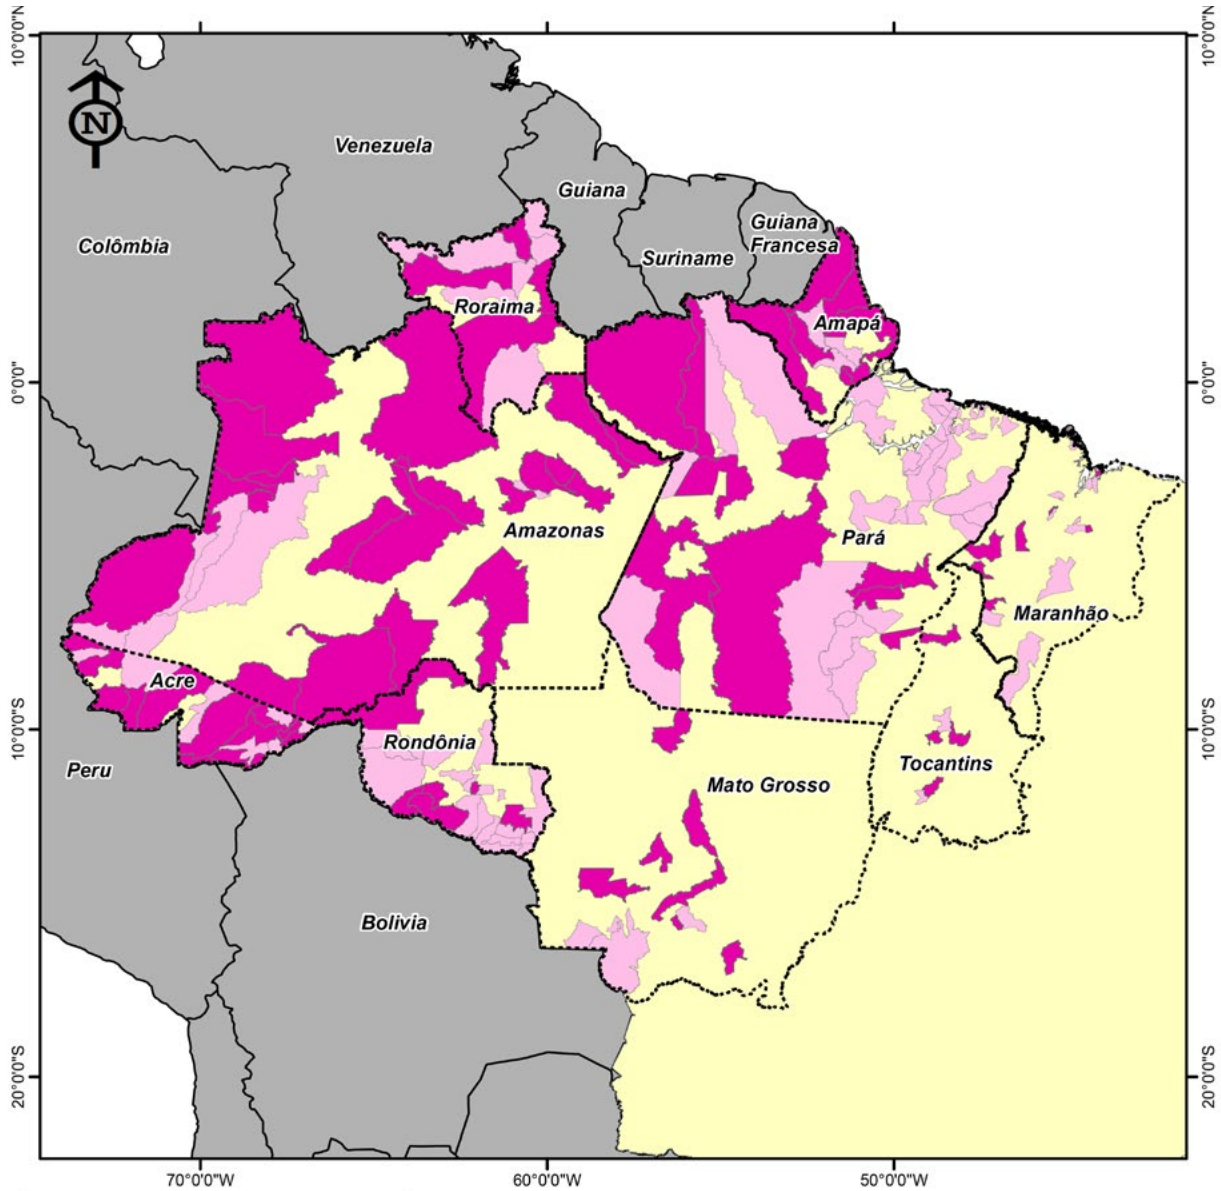 10°0'0"N
10°0'0"N
N
Venezuela
Guiana
Guiana
Francesa
Colômbia
Suriname
Roraima
Amapá
0°0'0"
0°0'0"
Amazonas
Pará
Maranhão
Acre
10°0'0"S
10°0'0"S
Rondônia
Peru
Tocantins
Mato Grosso
Bolivia
20°0'0"S
20°0'0"S
70°0'0"W
60°0'0"W
50°0'0"W